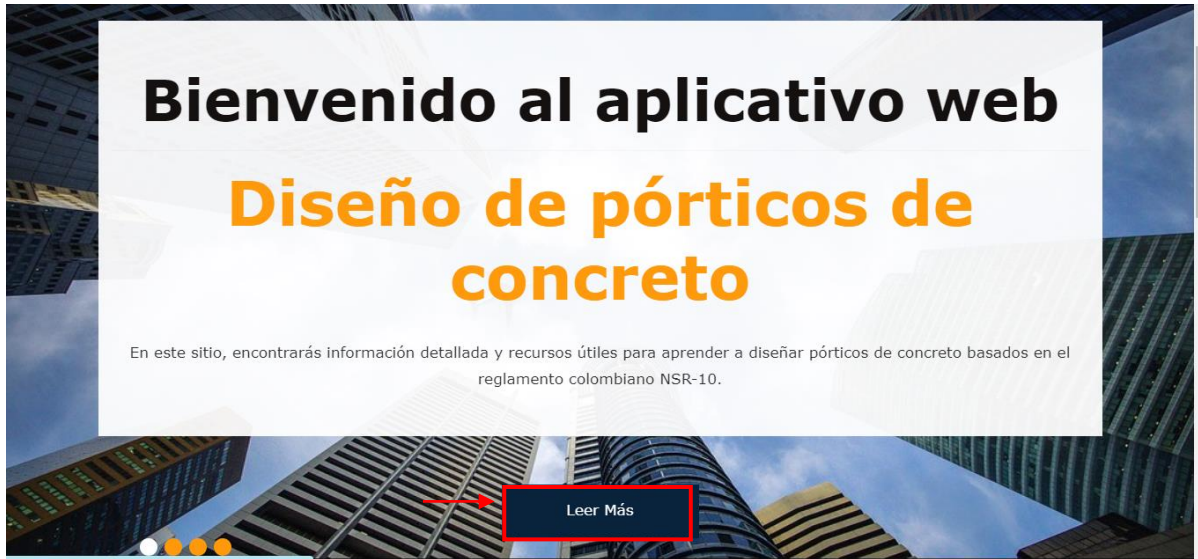 Bienvenido al aplicativo web
Diseño de pórticos de
concreto
En este sitio, encontrarás información detallada y recursos útiles para aprender a diseñar pórticos de concreto basados en el
reglamento colombiano NSR-10.
Leer Más